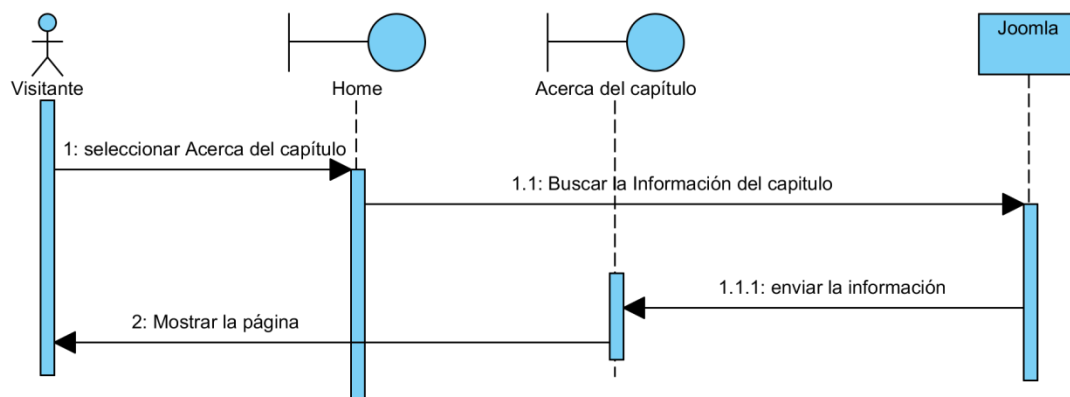 Joomla
Visitante
Home
Acerca del capítulo
1: seleccionar Acerca del capítulo
1.1: Buscar la Información del capitulo
1.1.1: enviar la información
2: Mostrar la página